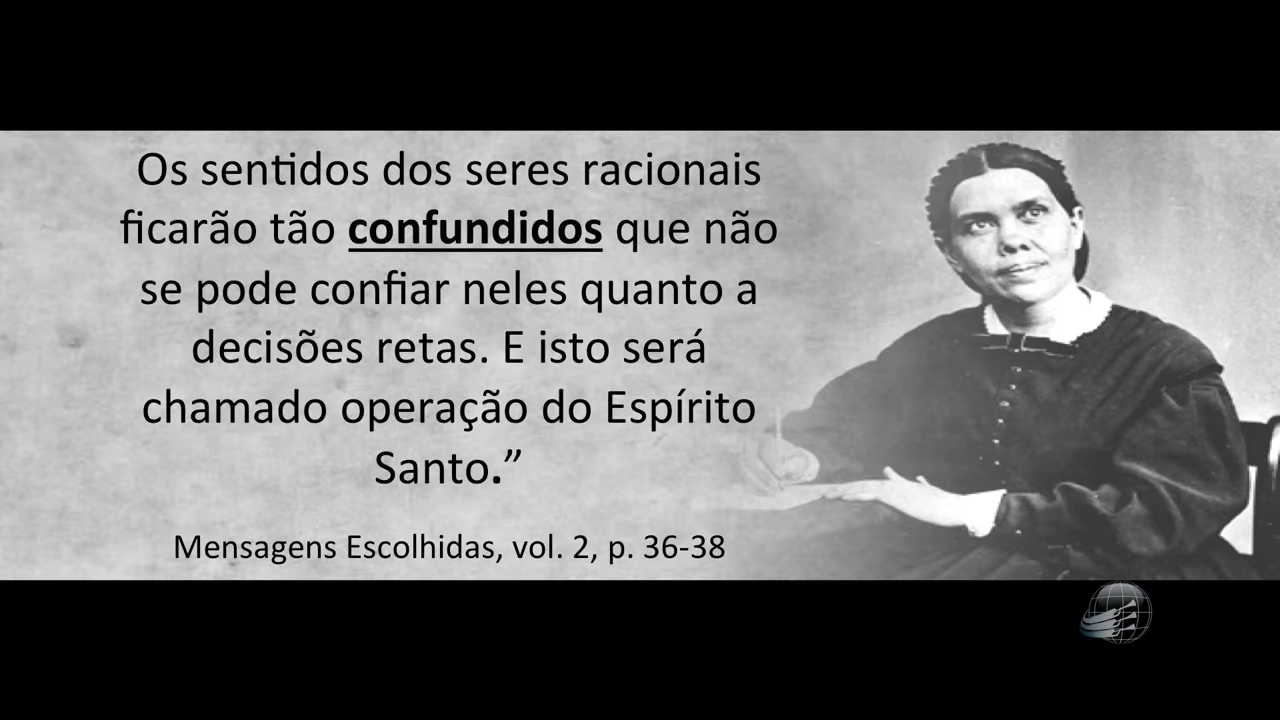 Os sentidos dos seres racionais
ficarão tão confundidos que não
se pode confiar neles quanto a
decisões retas. E isto será
chamado operação do Espírito
Santo.”
Mensagens Escolhidas, vol. 2, p. 36-38